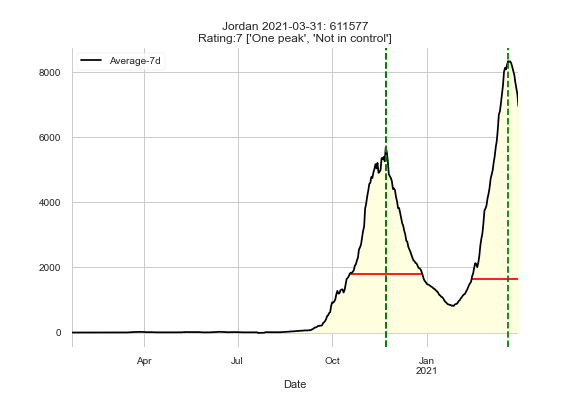 Jordan 2021-03-31: 611577
Rating:7 ['One peak', 'Not in control']
Average-7d
8000
6000
4000
2000
0
Apr
Jul
Oct
Jan
2021
Date